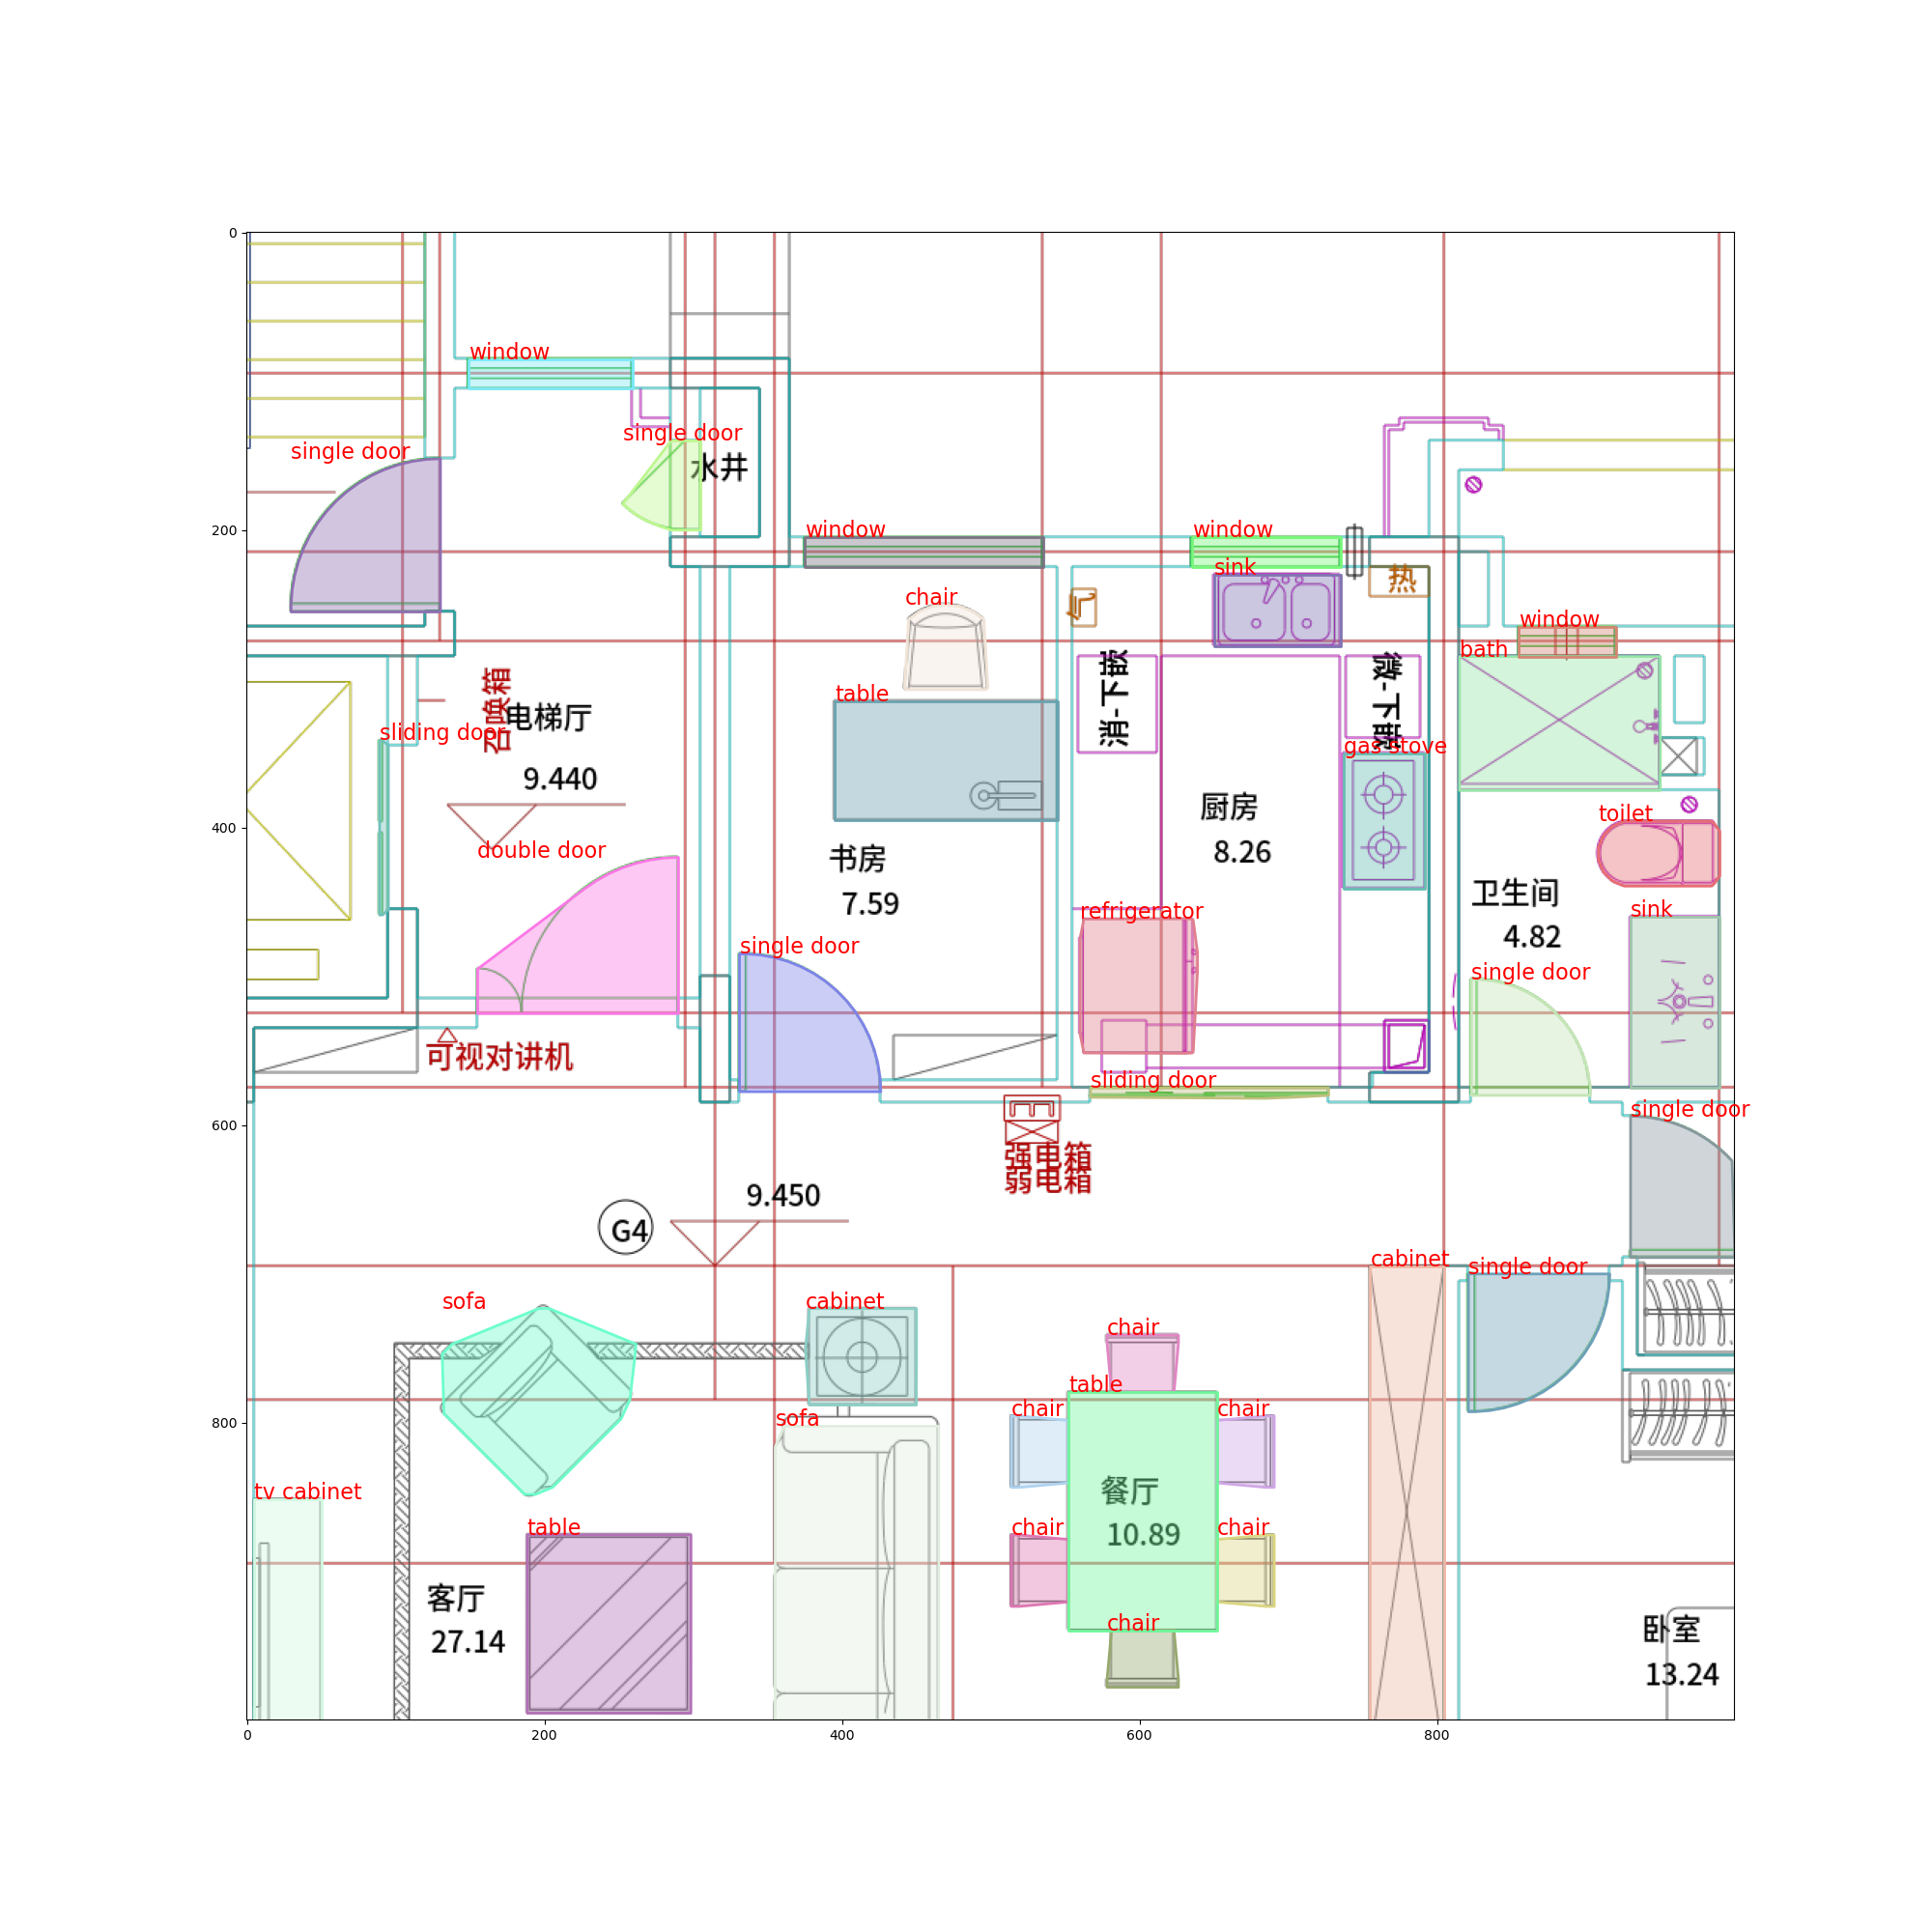 0
200
400
600
800
0
200
400
600
800
window
single door
single door
水井
window
window
sink
热
气
chair
window
bath
召唤箱
电梯厅
table
消-下嵌
微-下嵌
sliding door
gas stove
9.440
厨房
8.26
toilet
double door
书房
7.59
卫生间
4.82
refrigerator
sink
single door
single door
可视对讲机
sliding door
single door
强电箱
弱电箱
9.450
G4
cabinet
single door
sofa
cabinet
chair
table
chair
chair
sofa
餐厅
10.89
tv cabinet
table
chair
chair
客厅
27.14
chair
卧室
13.24